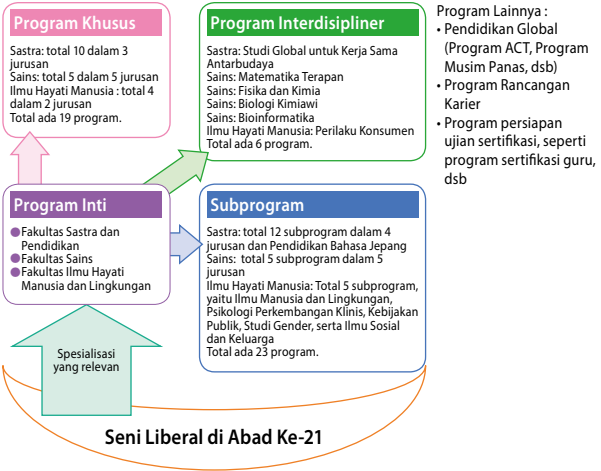 Program Khusus
Sastra: total 10 dalam 3
jurusan
Sains: total 5 dalam 5 jurusan
Ilmu Hayati Manusia : total 4
dalam 2 jurusan
Total ada 19 program.
Program Interdisipliner
Sastra: Studi Global untuk Kerja Sama
Antarbudaya
Sains: Matematika Terapan
Sains: Fisika dan Kimia
Sains: Biologi Kimiawi
Sains: Bioinformatika
Ilmu Hayati Manusia: Perilaku Konsumen
Total ada 6 program.
Program Lainnya :
• Pendidikan Global
(Program ACT, Program
Musim Panas, dsb)
• Program Rancangan
Karier
• Program persiapan
ujian sertifikasi, seperti
program sertifikasi guru,
dsb
Program Inti
●Fakultas Sastra dan
Pendidikan
●Fakultas Sains
●Fakultas Ilmu Hayati
Manusia dan Lingkungan
Subprogram
Sastra: total 12 subprogram dalam 4
jurusan dan Pendidikan Bahasa Jepang
Sains: total 5 subprogram dalam 5
jurusan
Ilmu Hayati Manusia: Total 5 subprogram,
yaitu Ilmu Manusia dan Lingkungan,
Psikologi Perkembangan Klinis, Kebijakan
Publik, Studi Gender, serta Ilmu Sosial
dan Keluarga
Total ada 23 program.
Spesialisasi
yang relevan
Seni Liberal di Abad Ke-21